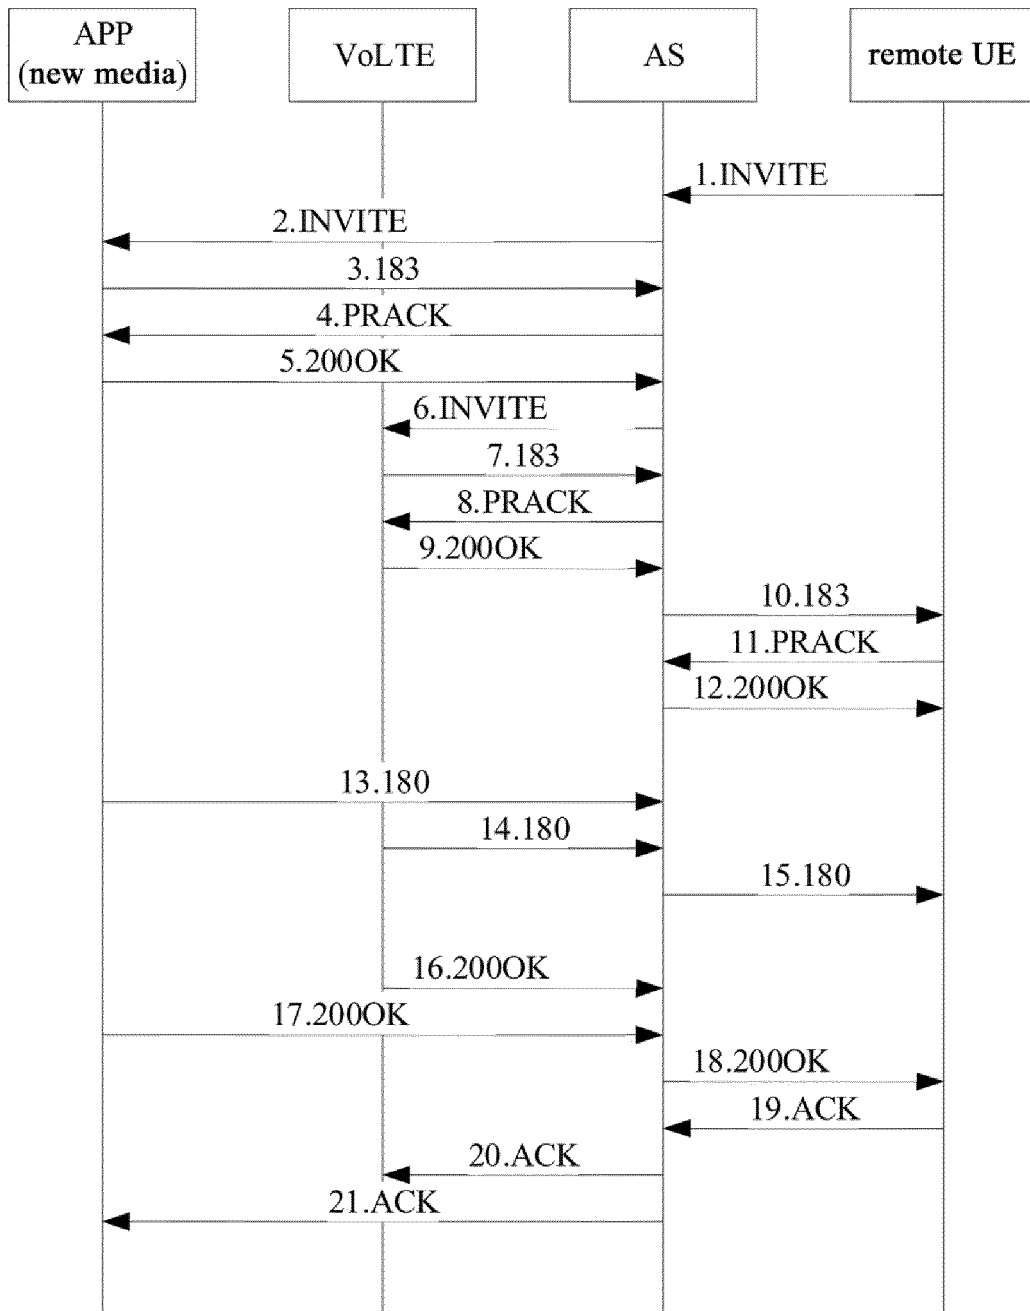 APP
(new media)
VoLTE
AS
remote UE
1.INVITE
2.INVITE
3.183
4.PRACK
5.200OK
6.INVITE
7.183
8.PRACK
9.200OK
10.183
11.PRACK
12.200OK
13.180
14.180
15.180
16.200OK
17.200OK
18.200OK
19.ACK
20.ACK
21.ACK